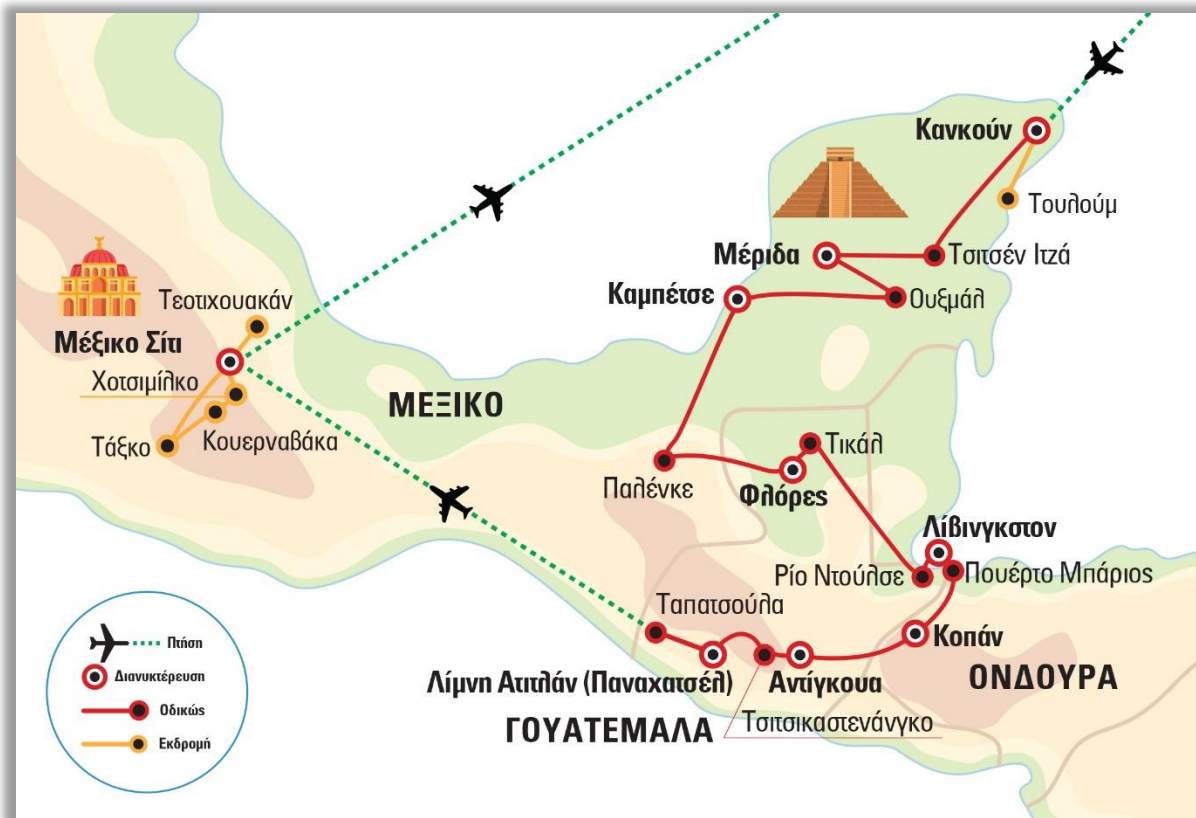 Κανκούν
Τουλούμ
Μέριδα
Τσιτσέν Ιτζά
Καμπέτσε
Ουξμάλ
Τεοτιχουακάν
Μέξικο Σίτι
Χοτσιμίλκο
ΜΕΞΙΚΟ
Τάξκο
Κουερναβάκα
Παλένκε
Τικάλ
Φλόρες
Λίβινγκστον
Ρίο Ντούλσε
Πουέρτο Μπάριος
Ταπατσούλα
Κοπάν
Λίμνη Ατιτλάν (Παναχατσέλ)
Αντίγκουα
ΟΝΔΟΥΡΑ
ΓΟΥΑΤΕΜΑΛΑ
Τσιτσικαστενάνγκο
Πτήση
Διανυκτέρευση
Οδικώς
Εκδρομή